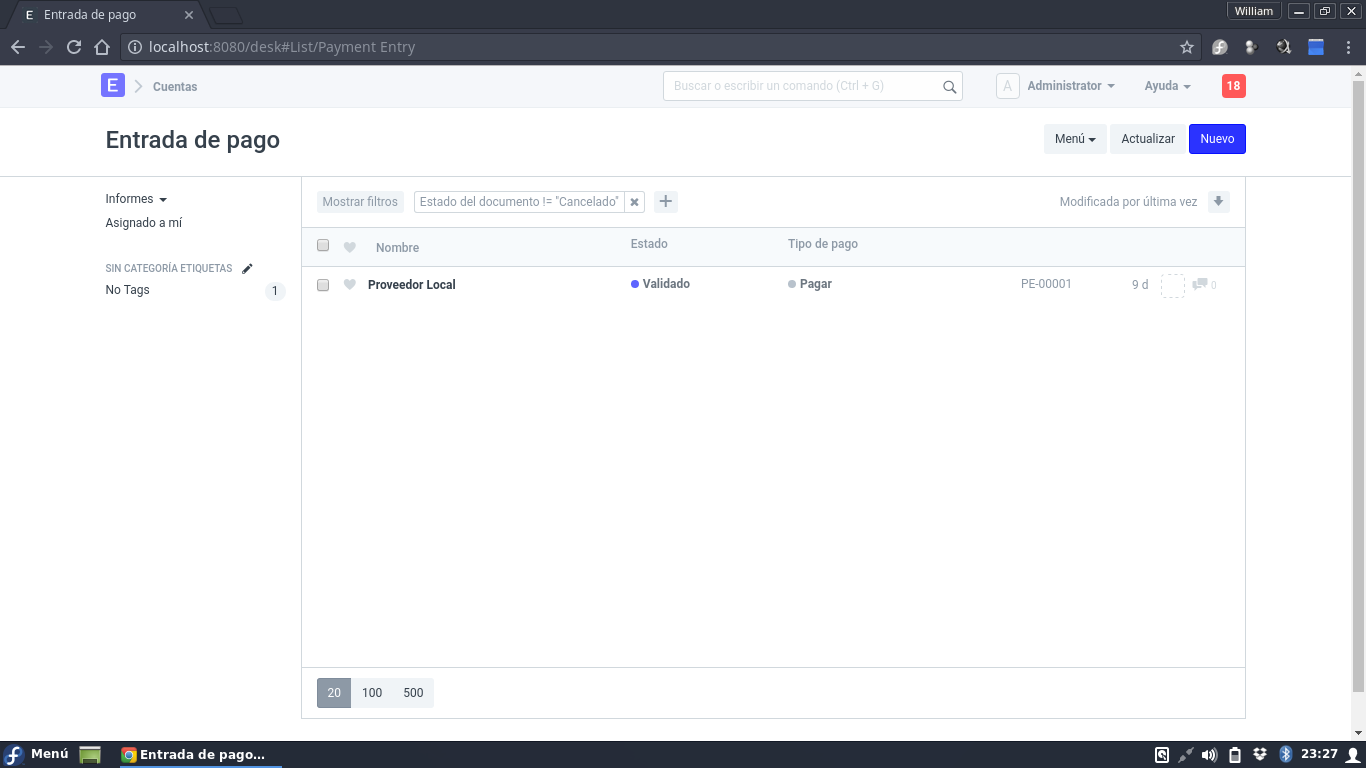 E Entrada de pago
William
localhost:8080/desk#List/Payment Entry
E Cuentas
Buscar o escribir un comando (Ctrl + G)
A Administrator
Ayuda
18
Entrada de pago
Menú
Actualizar
Nuevo
Informes
Asignado a mí
SIN CATEGORÍA ETIQUETAS
No Tags 1
Mostrar filtros
Estado del documento != "Cancelado"
Modificada por última vez
Nombre Estado Tipo de pago
Proveedor Local Validado Pagar PE-00001 9 d 0
20 100 500
Menú
Entrada de pago...
23:27